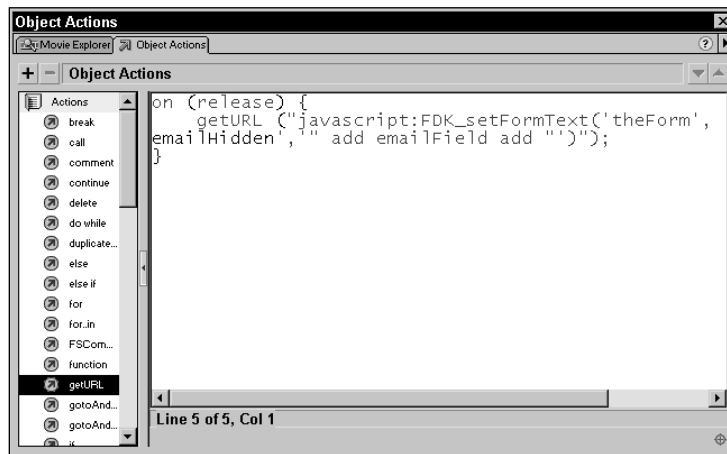 Object Actions
Movie Explorer
Object Actions
?
+ − Object Actions
Actions
break
call
comment
continue
delete
do while
duplicate...
else
else if
for
for..in
FSCom...
function
getURL
gotoAnd...
gotoAnd...
if
on (release) {
getURL ("javascript:FDK_setFormText('theForm',
emailHidden','" add emailField add "')");
}
Line 5 of 5, Col 1